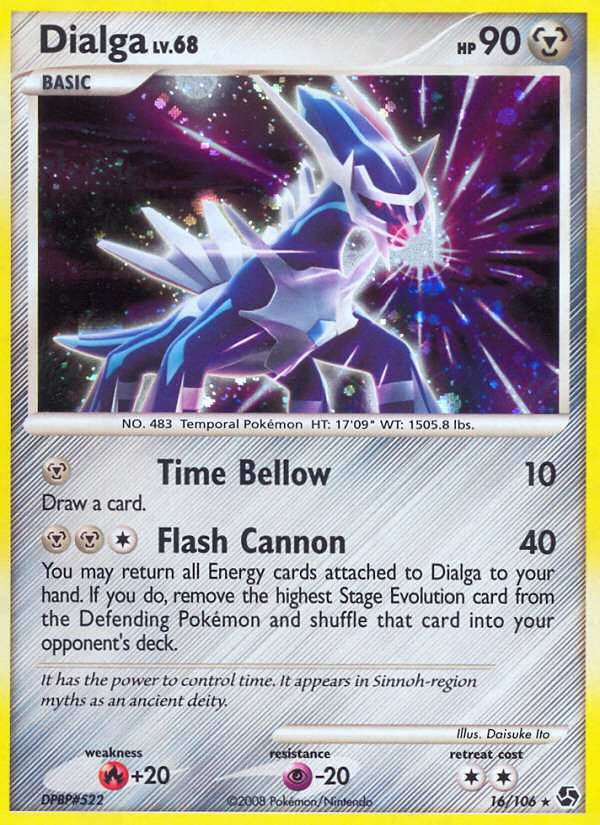 Dialga LV.68 HP 90
BASIC
NO. 483 Temporal Pokémon HT: 17'09" WT: 1505.8 lbs.
Time Bellow 10
Draw a card.
Flash Cannon 40
You may return all Energy cards attached to Dialga to your
hand. If you do, remove the highest Stage Evolution card from
the Defending Pokémon and shuffle that card into your
opponent's deck.
It has the power to control time. It appears in Sinnoh-region
myths as an ancient deity.
Illus. Daisuke Ito
weakness resistance retreat cost
+20 -20
DPBP#522 ©2008 Pokémon/Nintendo 16/106 ★